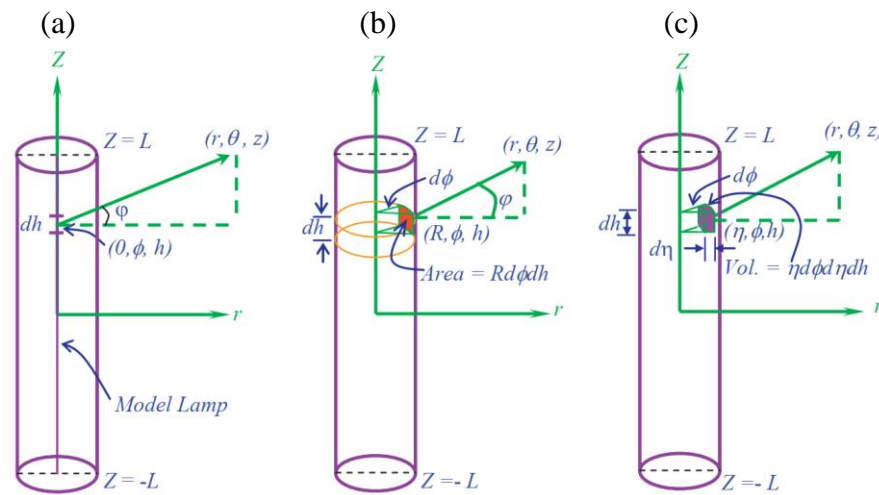 (a)
Z
Z = L
(r, θ, z)
dh
φ
(0, ϕ, h)
r
Model Lamp
Z = -L
(b)
Z
Z = L
(r, θ, z)
dϕ
dh
φ
(R, ϕ, h)
Area = Rdϕdh
r
Z = - L
(c)
Z
Z = L
(r, θ, z)
dϕ
dh
(η, ϕ, h)
dη
Vol. = ηdϕdηdh
r
Z = - L